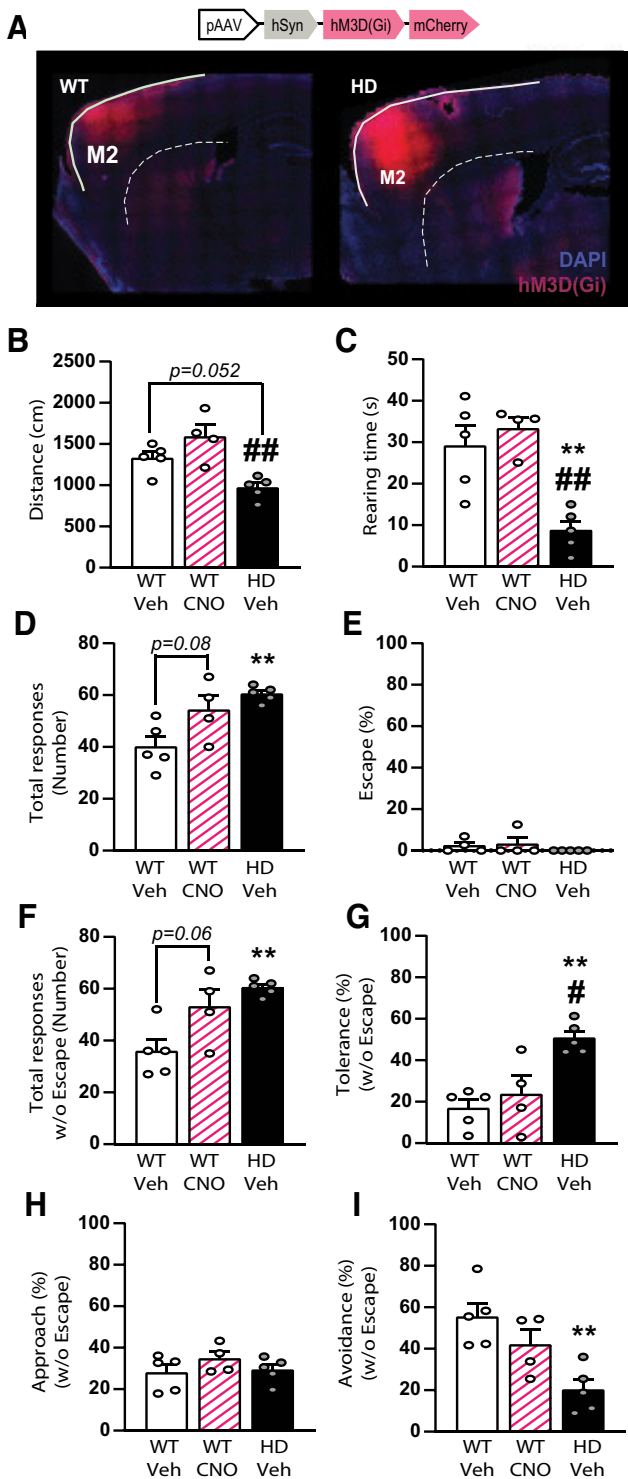 A
pAAV hSyn hM3D(Gi) mCherry
WT
M2
HD
M2
DAPI
hM3D(Gi)
B
Distance (cm)
2500
2000
1500
1000
500
0
p=0.052
##
WT Veh
WT CNO
HD Veh
C
Rearing time (s)
50
40
30
20
10
0
**
##
WT Veh
WT CNO
HD Veh
D
Total responses
(Number)
80
60
40
20
0
p=0.08
**
WT Veh
WT CNO
HD Veh
E
Escape (%)
100
80
60
40
20
0
WT Veh
WT CNO
HD Veh
F
Total responses
w/o Escape (Number)
80
60
40
20
0
p=0.06
**
WT Veh
WT CNO
HD Veh
G
Tolerance (%)
(w/o Escape)
100
80
60
40
20
0
**
#
WT Veh
WT CNO
HD Veh
H
Approach (%)
(w/o Escape)
100
80
60
40
20
0
WT Veh
WT CNO
HD Veh
I
Avoidance (%)
(w/o Escape)
100
80
60
40
20
0
**
WT Veh
WT CNO
HD Veh